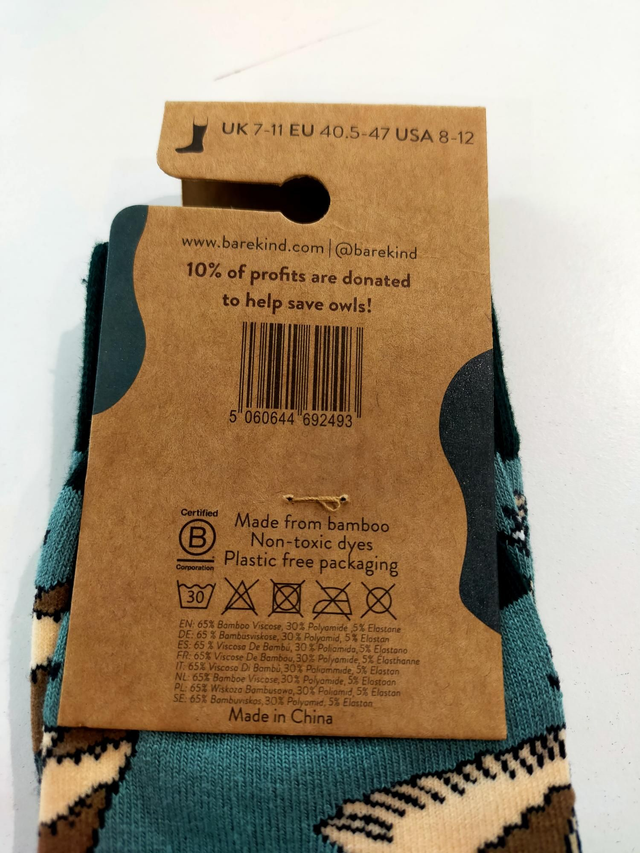 UK 7-11 EU 40.5-47 USA 8-12
www.barekind.com | @barekind
10% of profits are donated
to help save owls!
5 060644 692493
Certified
B
Corporation
Made from bamboo
Non-toxic dyes
Plastic free packaging
30
EN: 65% Bamboo Viscose, 30% Polyamide, 5% Elastane
DE: 65 % Bambusviskose, 30% Polyamid, 5% Elastan
ES: 65% Viscosa De Bambú, 30% Poliamida, 5% Elastano
FR: 65% Viscose De Bambou, 30% Polyamide, 5% Elasthanne
IT: 65% Viscosa Di Bambù, 30% Poliammide, 5% Elastan
NL: 65% Bamboe Viscose, 30% Polyamide, 5% Elastaan
PL: 65% Wiskoza Bambusowa, 30% Poliamid, 5% Elastan
SE: 65% Bambuviskos, 30% Polyamid, 5% Elastan
Made in China